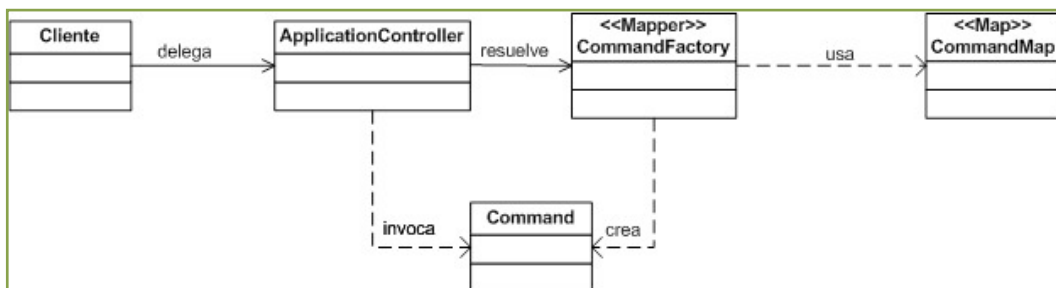 Cliente
delega
ApplicationController
resuelve
<<Mapper>>
CommandFactory
usa
<<Map>>
CommandMap
invoca
Command
crea